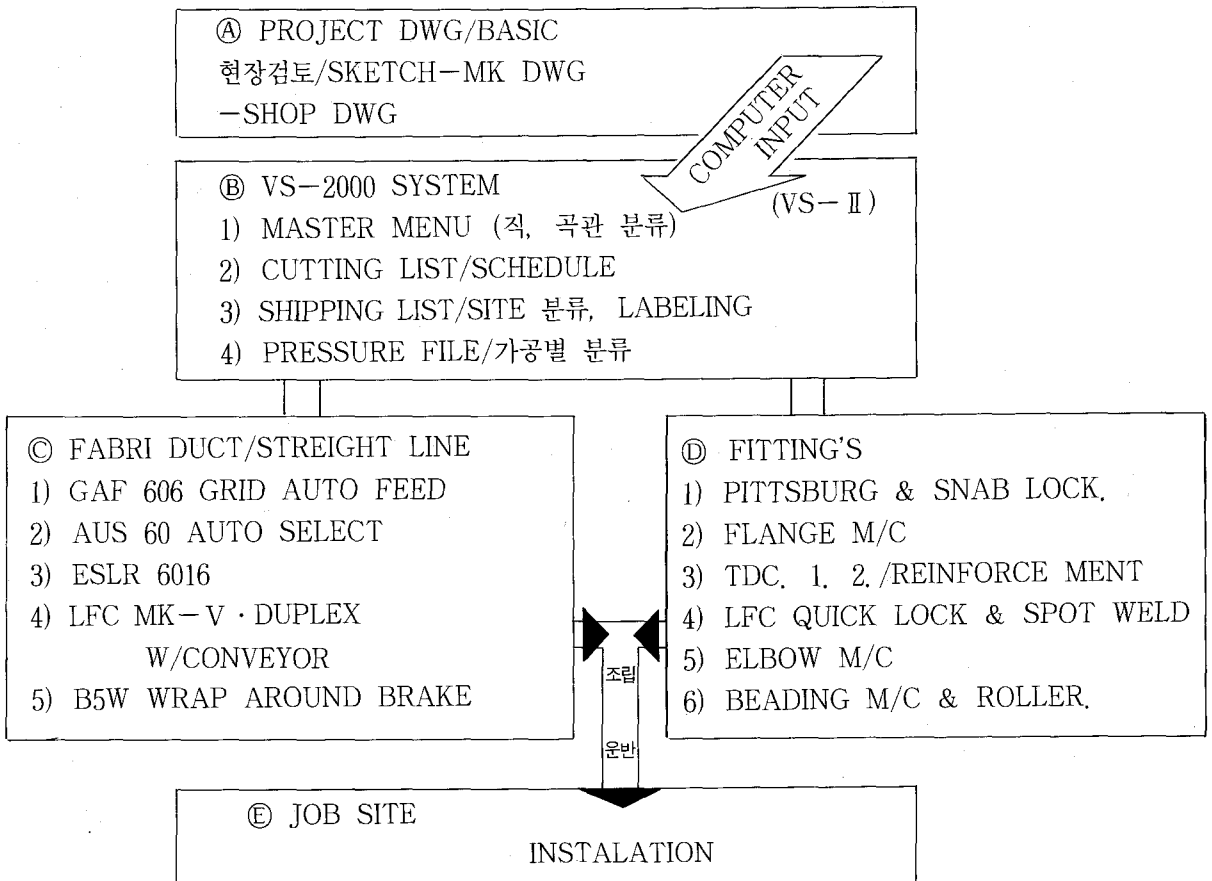 Ⓐ PROJECT DWG/BASIC
현장검토/SKETCH-MK DWG
-SHOP DWG
COMPUTER
INPUT
Ⓑ VS-2000 SYSTEM
(VS-Ⅱ)
1) MASTER MENU (직, 곡관 분류)
2) CUTTING LIST/SCHEDULE
3) SHIPPING LIST/SITE 분류, LABELING
4) PRESSURE FILE/가공별 분류
Ⓒ FABRI DUCT/STREIGHT LINE
1) GAF 606 GRID AUTO FEED
2) AUS 60 AUTO SELECT
3) ESLR 6016
4) LFC MK-V · DUPLEX
W/CONVEYOR
5) B5W WRAP AROUND BRAKE
Ⓓ FITTING'S
1) PITTSBURG & SNAB LOCK.
2) FLANGE M/C
3) TDC. 1. 2./REINFORCE MENT
4) LFC QUICK LOCK & SPOT WELD
5) ELBOW M/C
6) BEADING M/C & ROLLER.
조립
운반
Ⓔ JOB SITE
INSTALATION